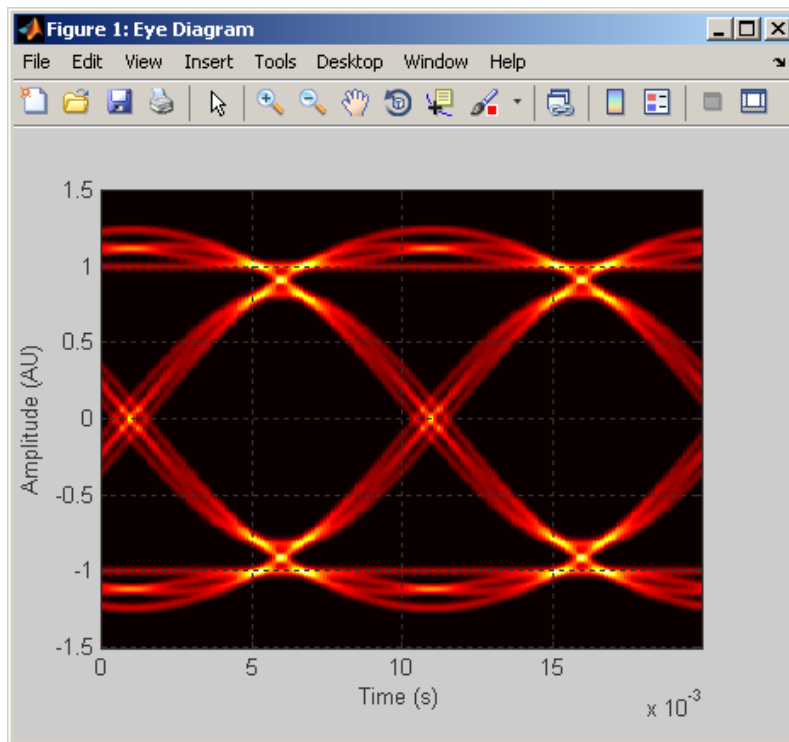 Figure 1: Eye Diagram
File Edit View Insert Tools Desktop Window Help
1.5
1
0.5
0
-0.5
-1
-1.5
Amplitude (AU)
0 5 10 15
Time (s)
x 10^-3